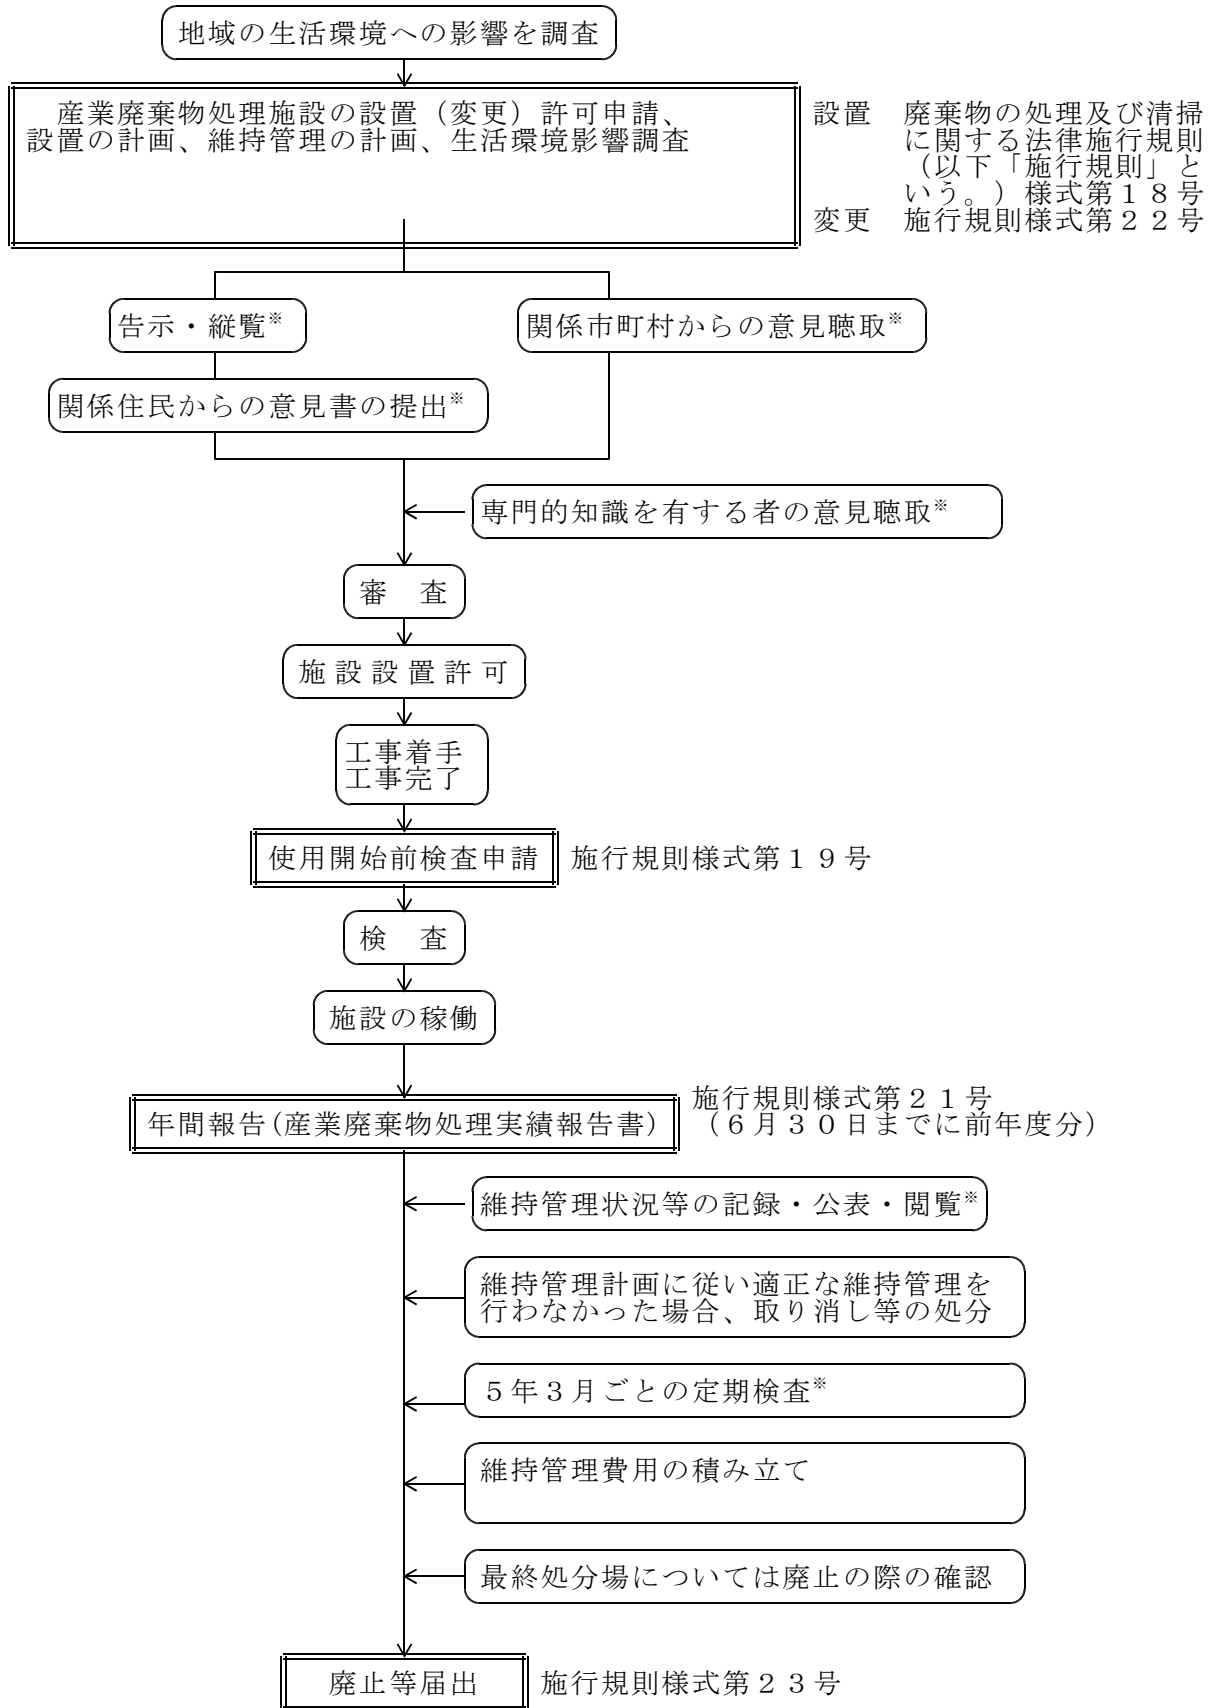 地域の生活環境への影響を調査
産業廃棄物処理施設の設置（変更）許可申請、
設置の計画、維持管理の計画、生活環境影響調査
設置　廃棄物の処理及び清掃
に関する法律施行規則
（以下「施行規則」と
いう。）様式第１８号
変更　施行規則様式第２２号
告示・縦覧※
関係市町村からの意見聴取※
関係住民からの意見書の提出※
専門的知識を有する者の意見聴取※
審　査
施設設置許可
工事着手
工事完了
使用開始前検査申請
施行規則様式第１９号
検　査
施設の稼働
年間報告(産業廃棄物処理実績報告書)
施行規則様式第２１号
（６月３０日までに前年度分）
維持管理状況等の記録・公表・閲覧※
維持管理計画に従い適正な維持管理を
行わなかった場合、取り消し等の処分
５年３月ごとの定期検査※
維持管理費用の積み立て
最終処分場については廃止の際の確認
廃止等届出
施行規則様式第２３号